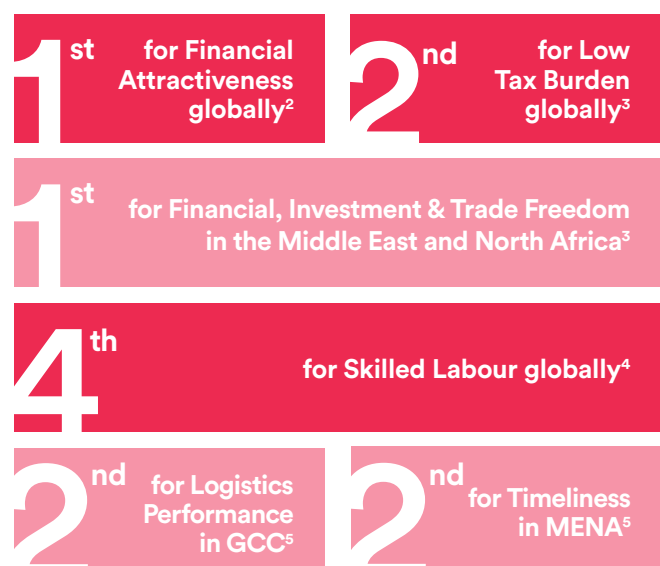 1st
for Financial
Attractiveness
globally²
2nd
for Low
Tax Burden
globally³
1st
for Financial, Investment & Trade Freedom
in the Middle East and North Africa³
4th
for Skilled Labour globally⁴
2nd
for Logistics
Performance
in GCC⁵
2nd
for Timeliness
in MENA⁵